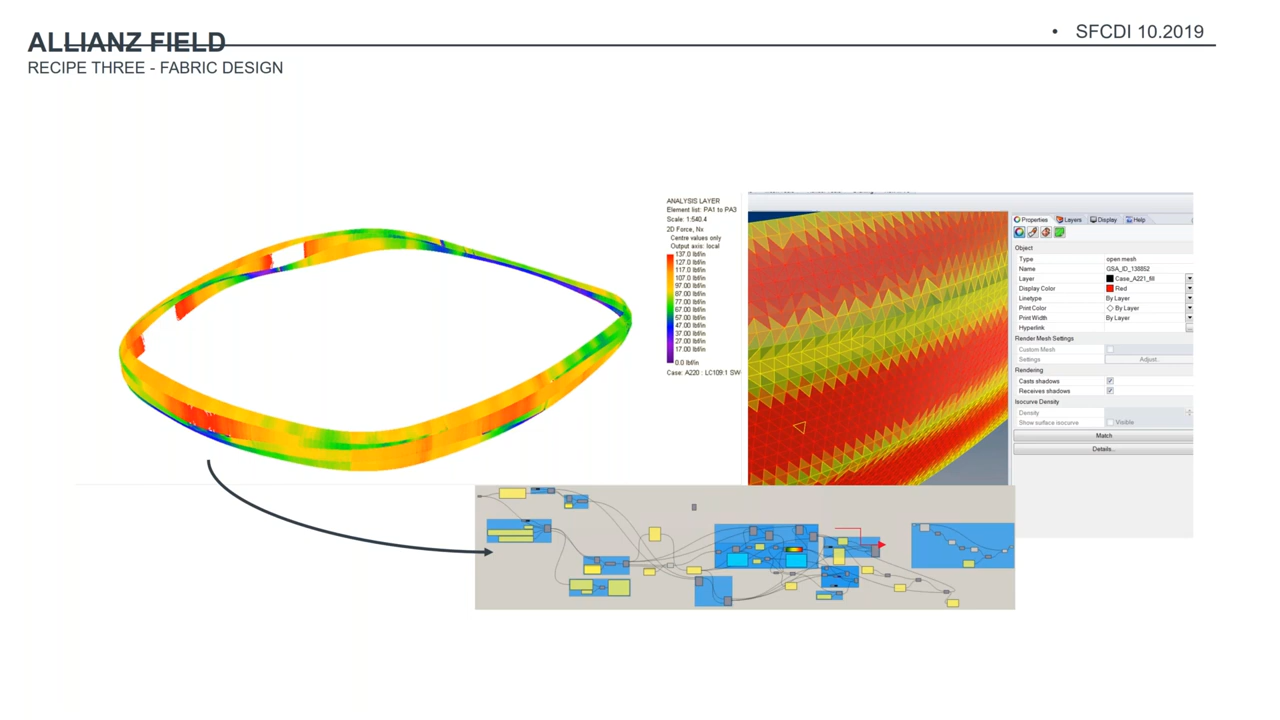 ALLIANZ FIELD
• SFCDI 10.2019
RECIPE THREE - FABRIC DESIGN
ANALYSIS LAYER
Element list: PA1 to PA3
Scale: 1:540.4
2D Force, Nx
Centre values only
Output axis: local
137.0 lbf/in
127.0 lbf/in
117.0 lbf/in
107.0 lbf/in
97.00 lbf/in
87.00 lbf/in
77.00 lbf/in
67.00 lbf/in
57.00 lbf/in
47.00 lbf/in
37.00 lbf/in
27.00 lbf/in
17.00 lbf/in
0.0 lbf/in
Case: A220 : LC109:1 SW
Properties Layers Display Help
Object
Type open mesh
Name GSA_ID_138852
Layer Case_A221_fill
Display Color Red
Linetype By Layer
Print Color By Layer
Print Width By Layer
Hyperlink
Render Mesh Settings
Custom Mesh
Settings Adjust
Rendering
Casts shadows
Receives shadows
Isocurve Density
Density
Show surface isocurve Visible
Match
Details...